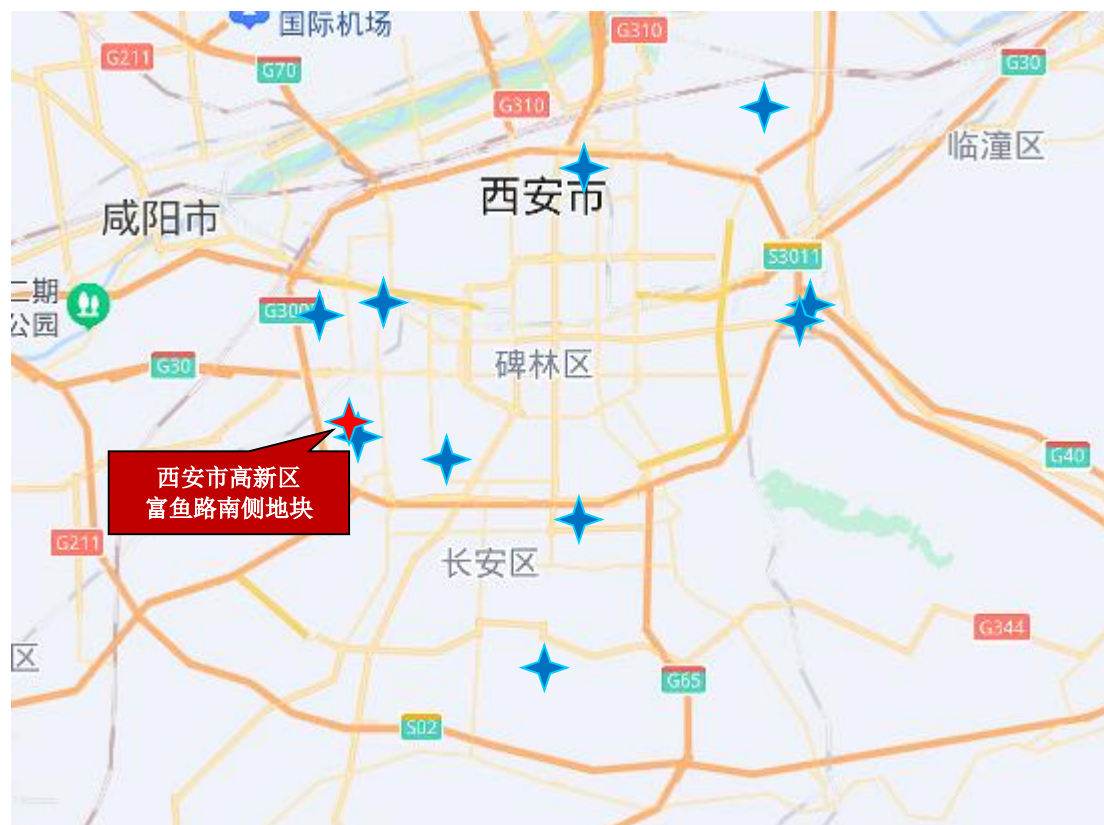 国际机场
G310
G211
G70
G30
G310
临潼区
西安市
咸阳市
S3011
二期
公园
碑林区
G30
西安市高新区
富鱼路南侧地块
G40
G211
长安区
G344
区
G65
S02